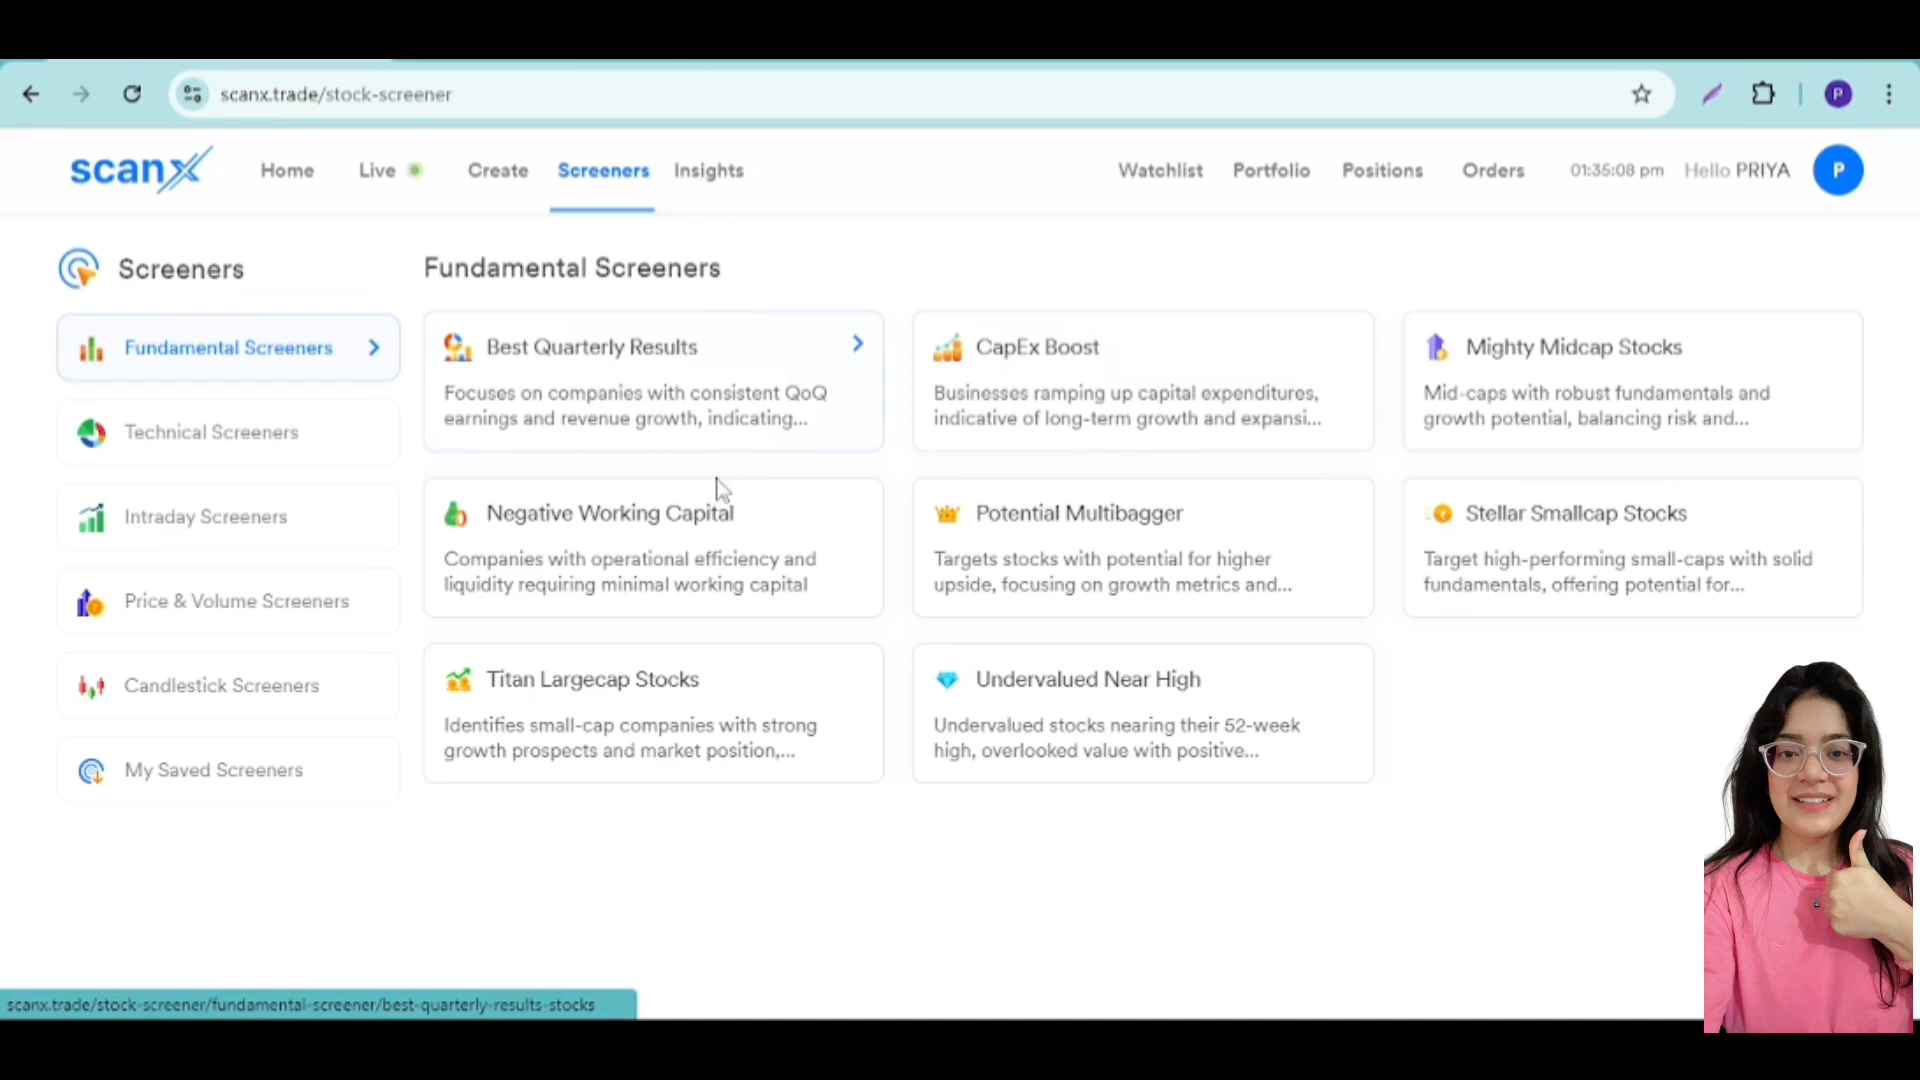 scanx.trade/stock-screener
P
scanx
Home
Live
Create
Screeners
Insights
Watchlist
Portfolio
Positions
Orders
01:35:08 pm
Hello PRIYA
P
Screeners
Fundamental Screeners
Technical Screeners
Intraday Screeners
Price & Volume Screeners
Candlestick Screeners
My Saved Screeners
Fundamental Screeners
Best Quarterly Results
Focuses on companies with consistent QoQ
earnings and revenue growth, indicating...
CapEx Boost
Businesses ramping up capital expenditures,
indicative of long-term growth and expansi...
Mighty Midcap Stocks
Mid-caps with robust fundamentals and
growth potential, balancing risk and...
Negative Working Capital
Companies with operational efficiency and
liquidity requiring minimal working capital
Potential Multibagger
Targets stocks with potential for higher
upside, focusing on growth metrics and...
Stellar Smallcap Stocks
Target high-performing small-caps with solid
fundamentals, offering potential for...
Titan Largecap Stocks
Identifies small-cap companies with strong
growth prospects and market position,...
Undervalued Near High
Undervalued stocks nearing their 52-week
high, overlooked value with positive...
scanx.trade/stock-screener/fundamental-screener/best-quarterly-results-stocks